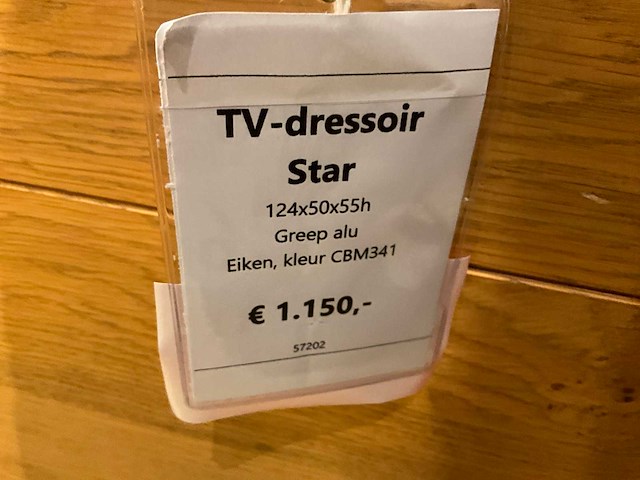 TV-dressoir
Star
124x50x55h
Greep alu
Eiken, kleur CBM341
€ 1.150,-
57202